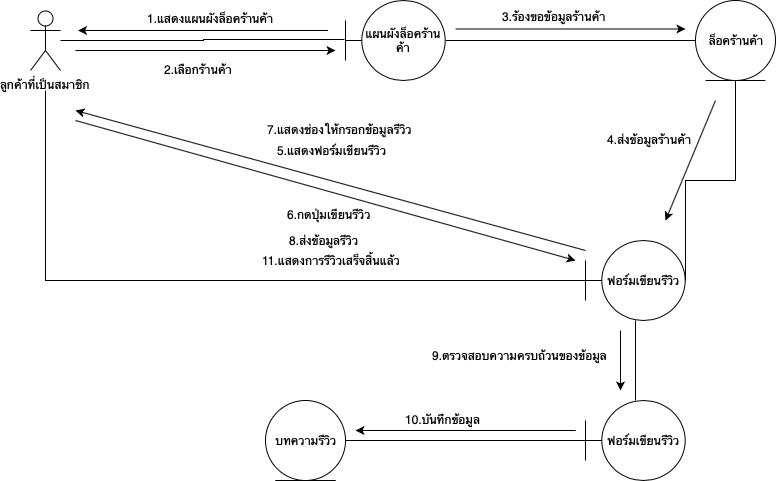 1.แสดงแผนผังล็อคร้านค้า
3.ร้องขอข้อมูลร้านค้า
แผนผังล็อคร้าน
ค้า
ล็อคร้านค้า
2.เลือกร้านค้า
ลูกค้าที่เป็นสมาชิก
7.แสดงช่องให้กรอกข้อมูลรีวิว
4.ส่งข้อมูลร้านค้า
5.แสดงฟอร์มเขียนรีวิว
6.กดปุ่มเขียนรีวิว
8.ส่งข้อมูลรีวิว
11.แสดงการรีวิวเสร็จสิ้นแล้ว
ฟอร์มเขียนรีวิว
9.ตรวจสอบความครบถ้วนของข้อมูล
10.บันทึกข้อมูล
บทความรีวิว
ฟอร์มเขียนรีวิว